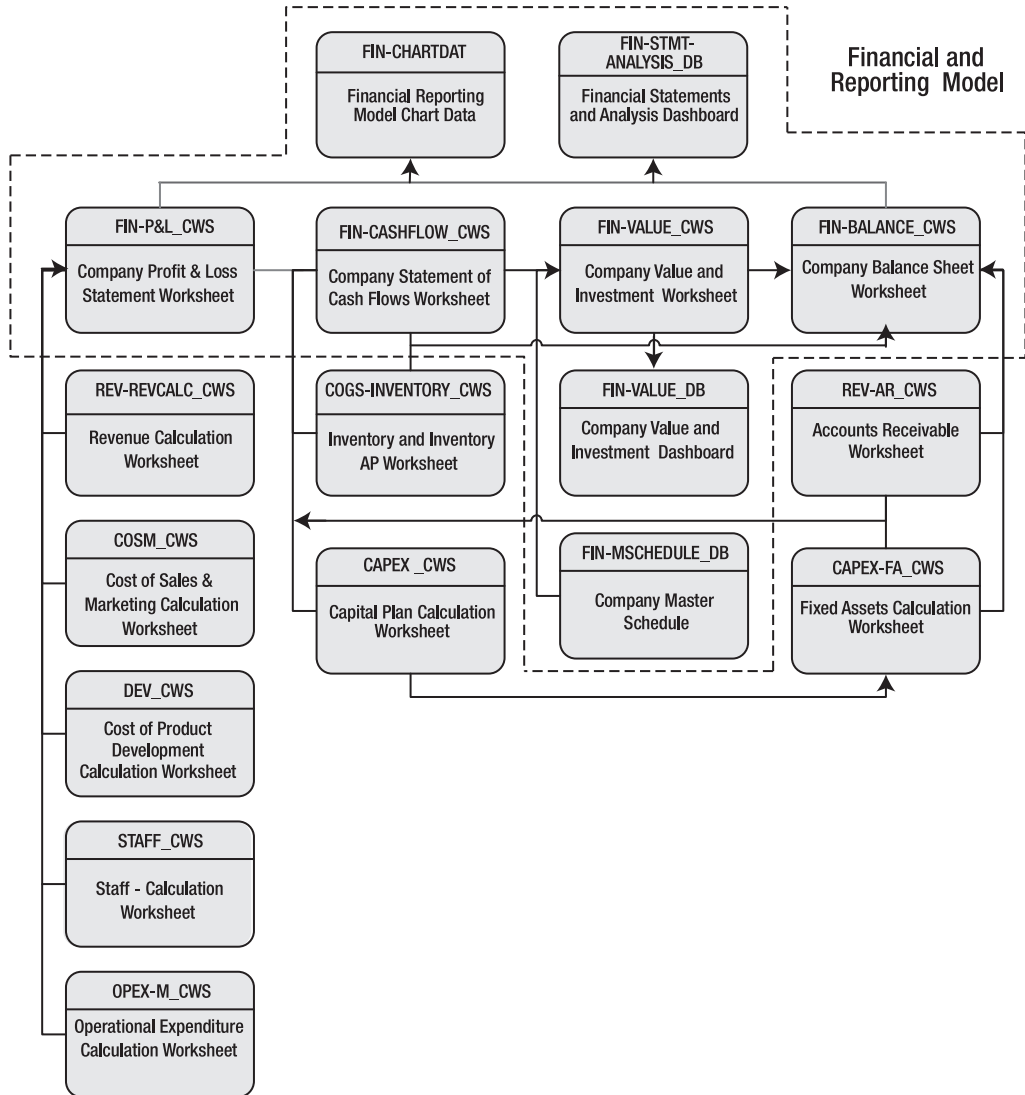 Financial and
Reporting Model
FIN-CHARTDAT
Financial Reporting
Model Chart Data
FIN-STMT-
ANALYSIS_DB
Financial Statements
and Analysis Dashboard
FIN-P&L_CWS
Company Profit & Loss
Statement Worksheet
FIN-CASHFLOW_CWS
Company Statement of
Cash Flows Worksheet
FIN-VALUE_CWS
Company Value and
Investment Worksheet
FIN-BALANCE_CWS
Company Balance Sheet
Worksheet
REV-REVCALC_CWS
Revenue Calculation
Worksheet
COGS-INVENTORY_CWS
Inventory and Inventory
AP Worksheet
FIN-VALUE_DB
Company Value and
Investment Dashboard
REV-AR_CWS
Accounts Receivable
Worksheet
COSM_CWS
Cost of Sales &
Marketing Calculation
Worksheet
CAPEX _CWS
Capital Plan Calculation
Worksheet
FIN-MSCHEDULE_DB
Company Master
Schedule
CAPEX-FA_CWS
Fixed Assets Calculation
Worksheet
DEV_CWS
Cost of Product
Development
Calculation Worksheet
STAFF_CWS
Staff - Calculation
Worksheet
OPEX-M_CWS
Operational Expenditure
Calculation Worksheet